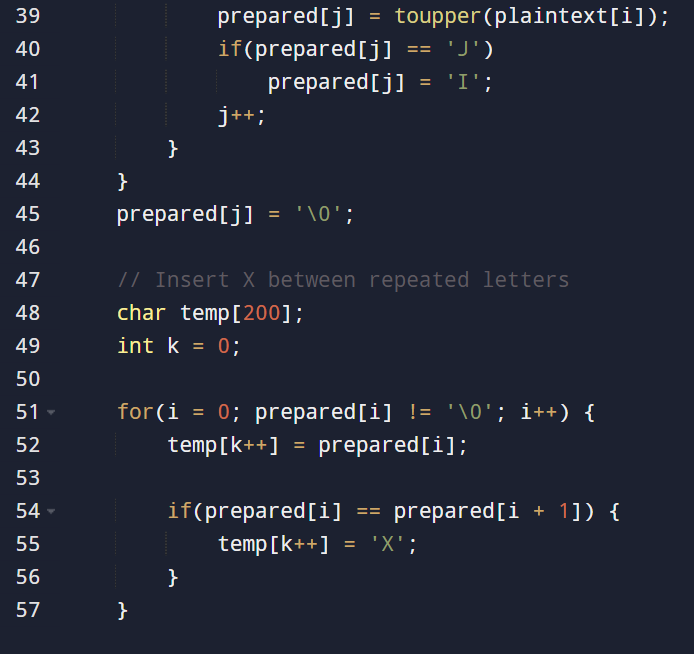 39             prepared[j] = toupper(plaintext[i]);
40             if(prepared[j] == 'J')
41                 prepared[j] = 'I';
42             j++;
43         }
44     }
45     prepared[j] = '\0';
46
47     // Insert X between repeated letters
48     char temp[200];
49     int k = 0;
50
51     for(i = 0; prepared[i] != '\0'; i++) {
52         temp[k++] = prepared[i];
53
54         if(prepared[i] == prepared[i + 1]) {
55             temp[k++] = 'X';
56         }
57     }